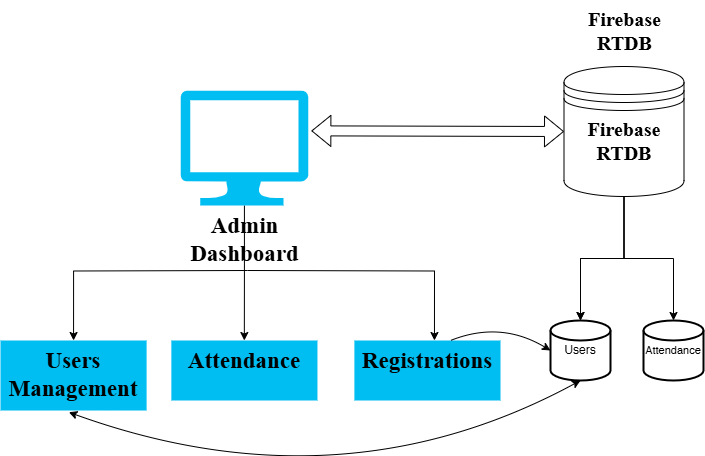 Firebase
RTDB
Firebase
RTDB
Admin
Dashboard
Users
Management
Attendance
Registrations
Users
Attendance